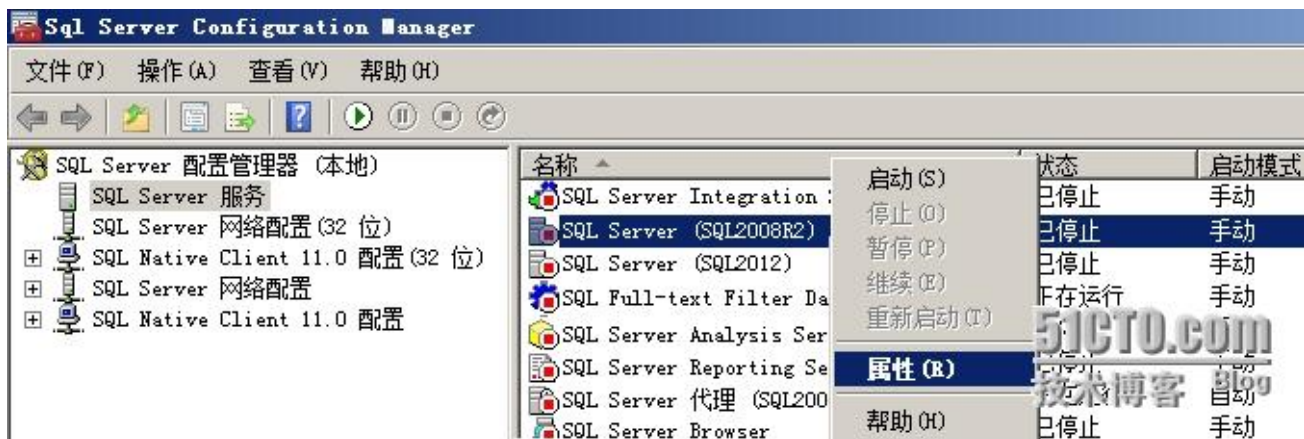 Sql Server Configuration Manager
文件(F) 操作(A) 查看(V) 帮助(H)
SQL Server 配置管理器 (本地)
SQL Server 服务
SQL Server 网络配置(32 位)
SQL Native Client 11.0 配置(32 位)
SQL Server 网络配置
SQL Native Client 11.0 配置
名称 状态 启动模式
SQL Server Integration 已停止 手动
SQL Server (SQL2008R2) 已停止 手动
SQL Server (SQL2012) 已停止 手动
SQL Full-text Filter Da 正在运行 手动
SQL Server Analysis Ser
SQL Server Reporting Se
SQL Server 代理 (SQL200 自动
SQL Server Browser 已停止 手动
启动(S)
停止(O)
暂停(P)
继续(E)
重新启动(T)
属性(R)
帮助(H)
51CTO.com
技术博客 Blog